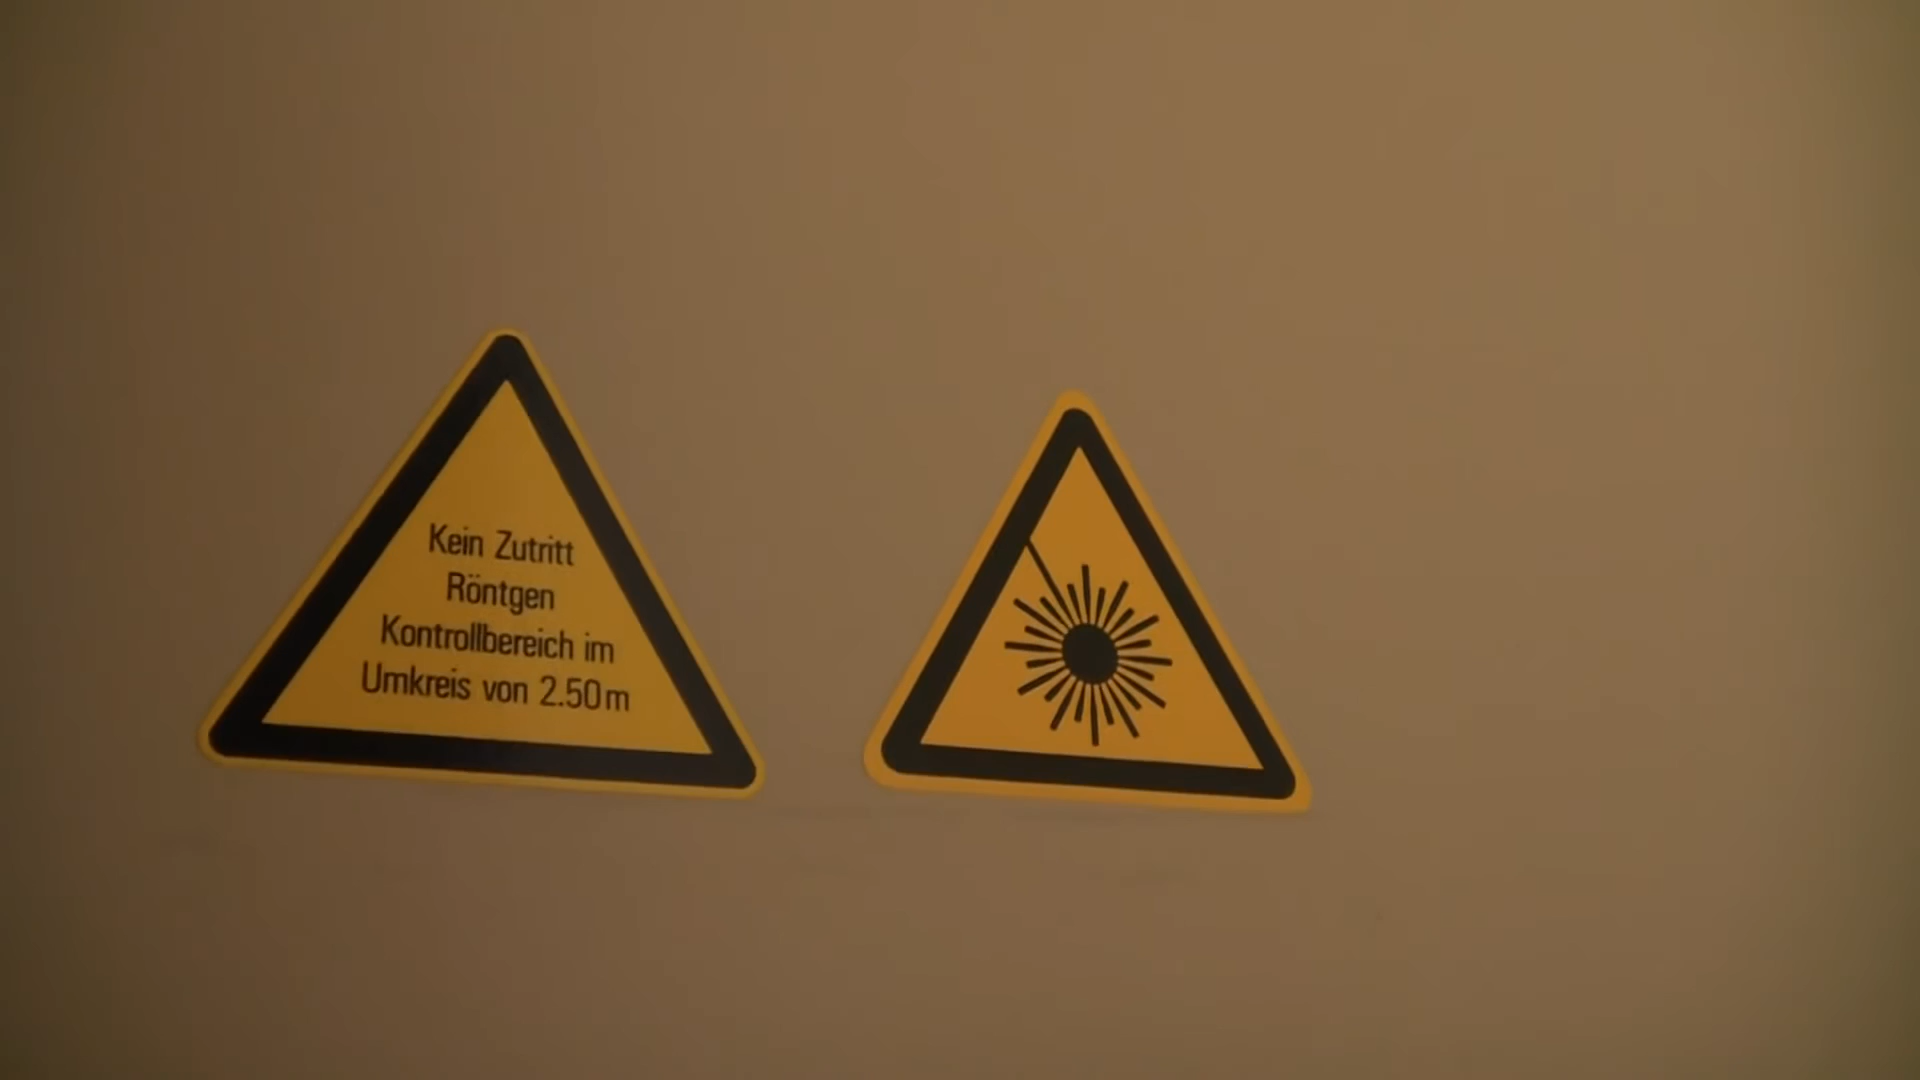 Kein Zutritt
Röntgen
Kontrollbereich im
Umkreis von 2.50m